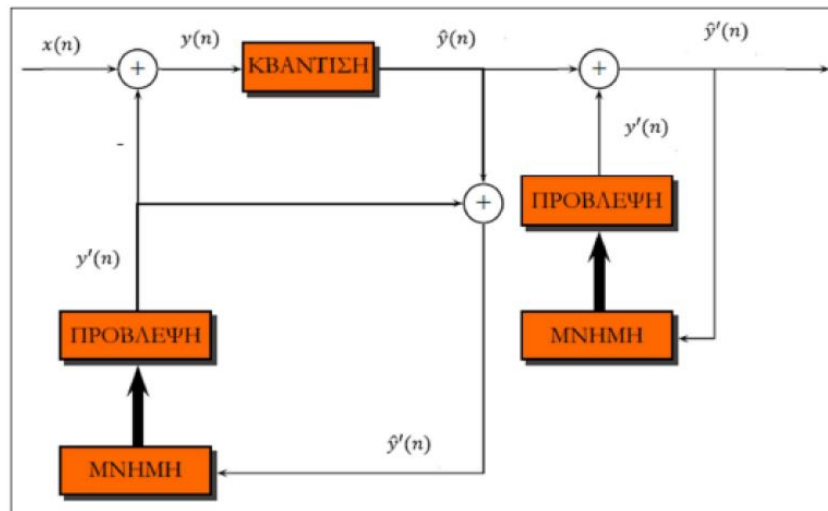 x(n)
+
y(n)
ΚΒΑΝΤΙΣΗ
ŷ(n)
+
ŷ′(n)
-
y′(n)
ΠΡΟΒΛΕΨΗ
+
y′(n)
ΠΡΟΒΛΕΨΗ
ΜΝΗΜΗ
ŷ′(n)
ΜΝΗΜΗ